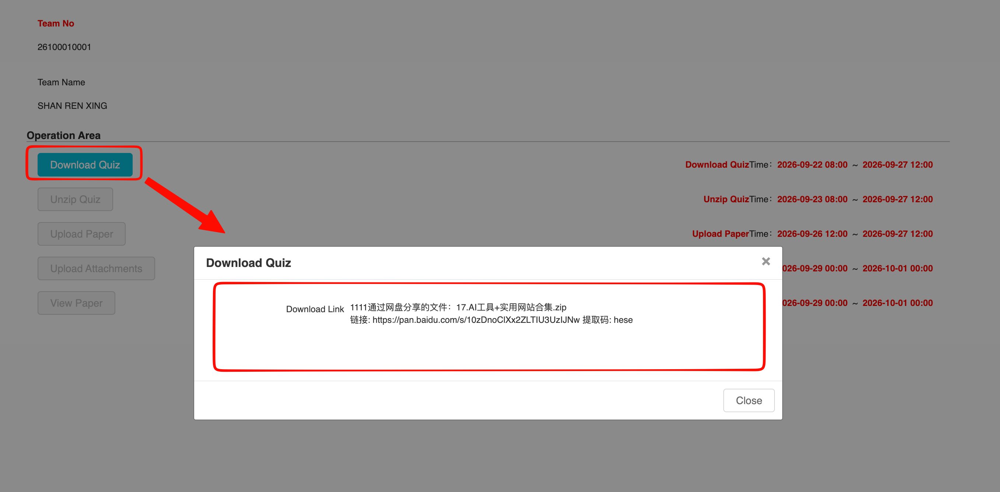 Team No
26100010001
Team Name
SHAN REN XING
Operation Area
Download Quiz
Download QuizTime： 2026-09-22 08:00 ~ 2026-09-27 12:00
Unzip Quiz
Unzip QuizTime： 2026-09-23 08:00 ~ 2026-09-27 12:00
Upload Paper
Upload PaperTime： 2026-09-26 12:00 ~ 2026-09-27 12:00
Upload Attachments
026-09-29 00:00 ~ 2026-10-01 00:00
View Paper
026-09-29 00:00 ~ 2026-10-01 00:00
Download Quiz
×
Download Link
1111通过网盘分享的文件：17.AI工具+实用网站合集.zip
链接: https://pan.baidu.com/s/10zDnoClXx2ZLTIU3UzIJNw 提取码: hese
Close